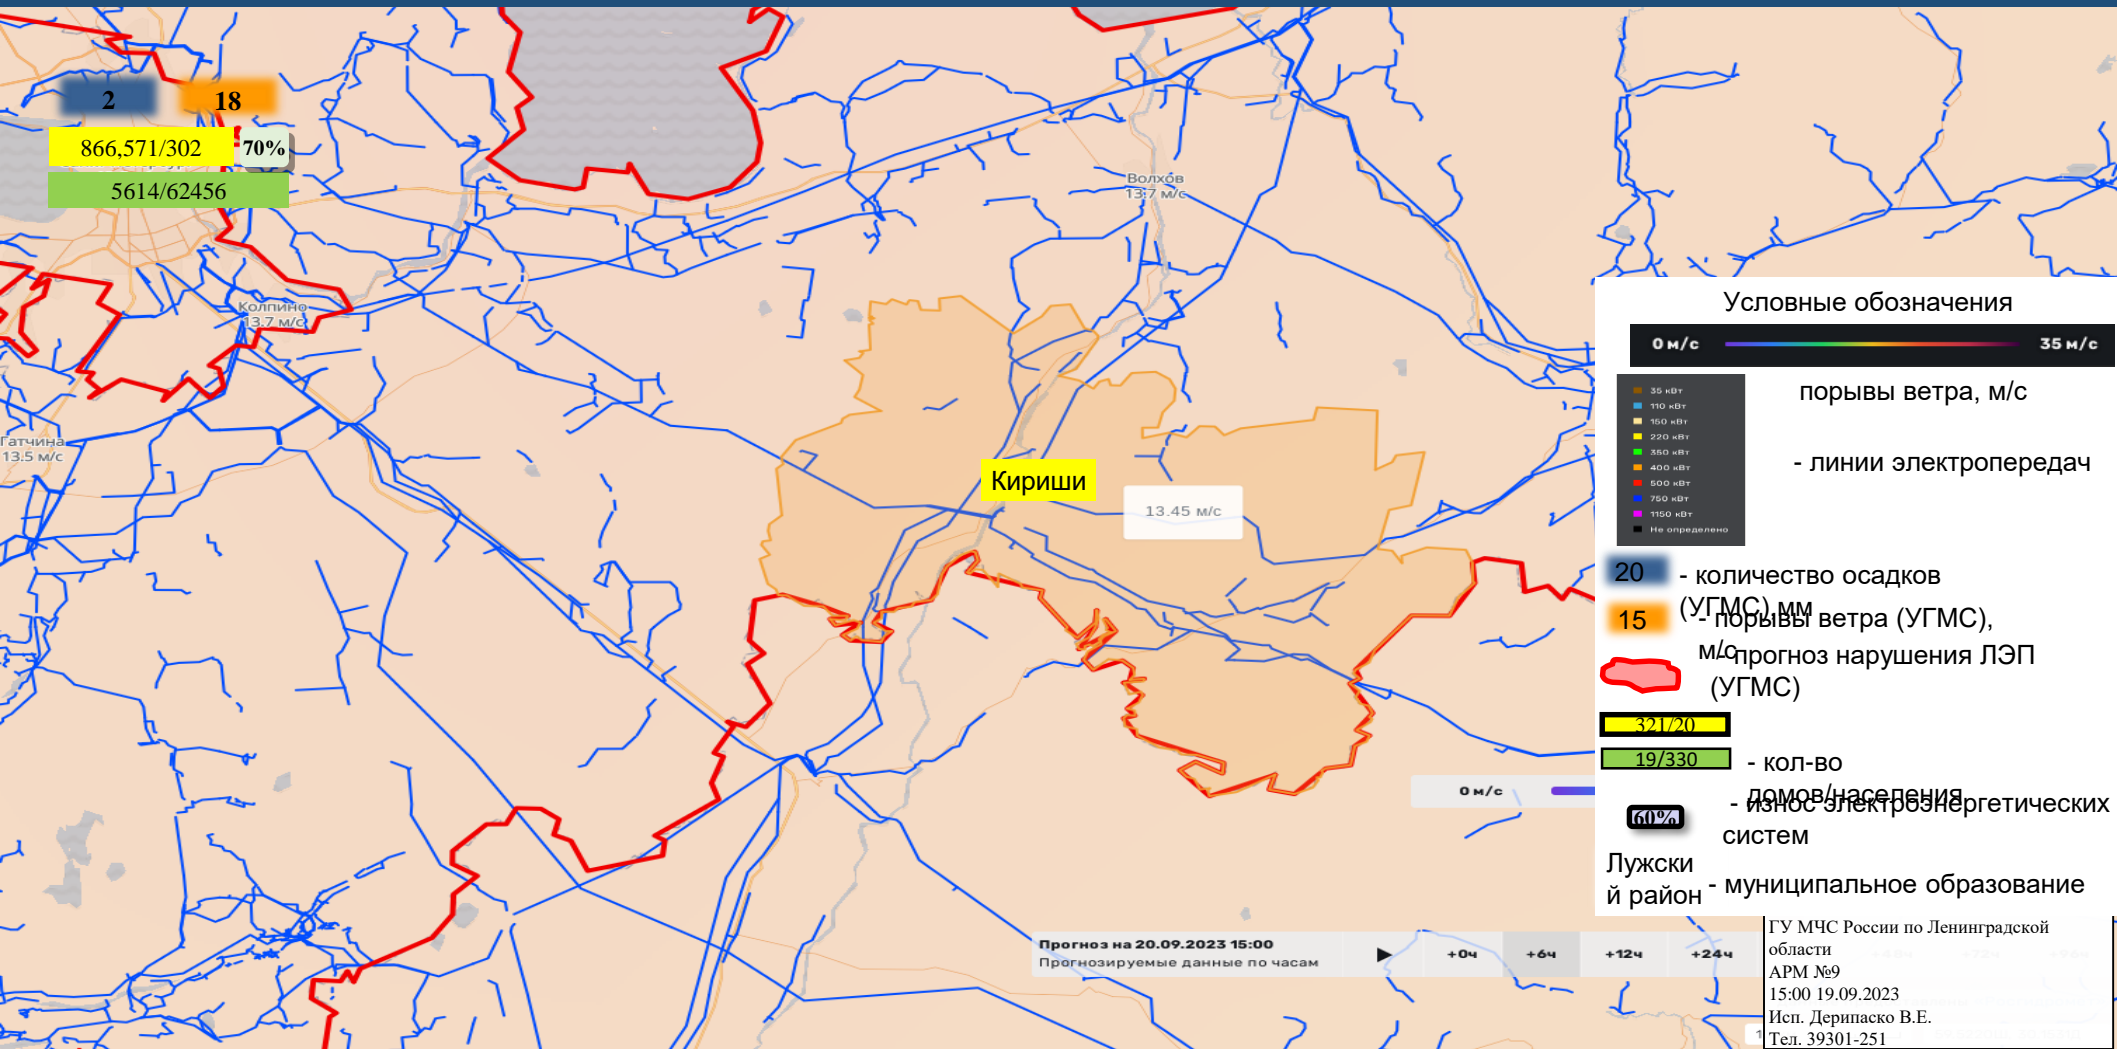 2
18
866,571/302
70%
5614/62456
Волхов
13.7 м/с
Колпино
13.7 м/с
Гатчина
13.5 м/с
Кириши
13.45 м/с
Условные обозначения
0 м/с
35 м/с
порывы ветра, м/с
35 кВт
110 кВт
150 кВт
220 кВт
350 кВт
400 кВт
500 кВт
750 кВт
1150 кВт
Не определено
- линии электропередач
20
- количество осадков
(УГМС),мм
15
- порывы ветра (УГМС),
м/с
- прогноз нарушения ЛЭП
(УГМС)
321/20
19/330
- кол-во
домов/населения
60%
- износ электроэнергетических
систем
Лужски
й район
- муниципальное образование
0 м/с
Прогноз на 20.09.2023 15:00
Прогнозируемые данные по часам
+0ч
+6ч
+12ч
+24ч
ГУ МЧС России по Ленинградской
области
АРМ №9
15:00 19.09.2023
Исп. Дерипаско В.Е.
Тел. 39301-251